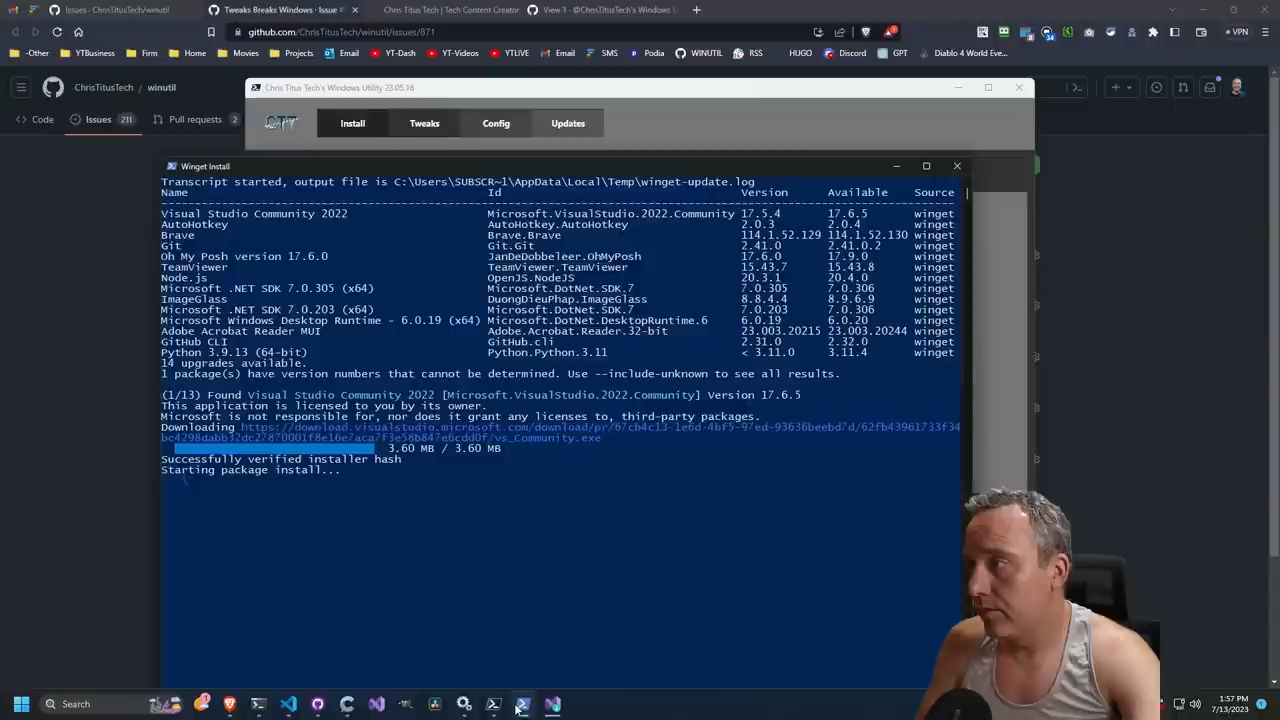 Issues · ChrisTitusTech/winutil
Tweaks Breaks Windows · Issue #
Chris Titus Tech | Tech Content Creator
View 1 · @ChrisTitusTech's Windows
github.com/ChrisTitusTech/winutil/issues/871
VPN
-Other
YTBusiness
Firm
Home
Movies
Projects
Email
YT-Dash
YT-Videos
YTLIVE
Email
SMS
Podia
WINUTIL
RSS
HUGO
Discord
GPT
Diablo 4 World Eve...
ChrisTitusTech / winutil
Chris Titus Tech's Windows Utility 23.05.16
Code
Issues 211
Pull requests 2
CTT
Install
Tweaks
Config
Updates
Winget Install
Transcript started, output file is C:\Users\SUBSCR~1\AppData\Local\Temp\winget-update.log
Name Id Version Available Source
Visual Studio Community 2022 Microsoft.VisualStudio.2022.Community 17.5.4 17.6.5 winget
AutoHotkey AutoHotkey.AutoHotkey 2.0.3 2.0.4 winget
Brave Brave.Brave 114.1.52.129 114.1.52.130 winget
Git Git.Git 2.41.0 2.41.0.2 winget
Oh My Posh version 17.6.0 JanDeDobbeleer.OhMyPosh 17.6.0 17.9.0 winget
TeamViewer TeamViewer.TeamViewer 15.43.7 15.43.8 winget
Node.js OpenJS.NodeJS 20.3.1 20.4.0 winget
Microsoft .NET SDK 7.0.305 (x64) Microsoft.DotNet.SDK.7 7.0.305 7.0.306 winget
ImageGlass DuongDieuPhap.ImageGlass 8.8.4.4 8.9.6.9 winget
Microsoft .NET SDK 7.0.203 (x64) Microsoft.DotNet.SDK.7 7.0.203 7.0.306 winget
Microsoft Windows Desktop Runtime - 6.0.19 (x64) Microsoft.DotNet.DesktopRuntime.6 6.0.19 6.0.20 winget
Adobe Acrobat Reader MUI Adobe.Acrobat.Reader.32-bit 23.003.20215 23.003.20244 winget
GitHub CLI GitHub.cli 2.31.0 2.32.0 winget
Python 3.9.13 (64-bit) Python.Python.3.11 < 3.11.0 3.11.4 winget
14 upgrades available.
1 package(s) have version numbers that cannot be determined. Use --include-unknown to see all results.
(1/13) Found Visual Studio Community 2022 [Microsoft.VisualStudio.2022.Community] Version 17.6.5
This application is licensed to you by its owner.
Microsoft is not responsible for, nor does it grant any licenses to, third-party packages.
Downloading
3.60 MB / 3.60 MB
Successfully verified installer hash
Starting package install...
Search
1:57 PM
7/13/2023